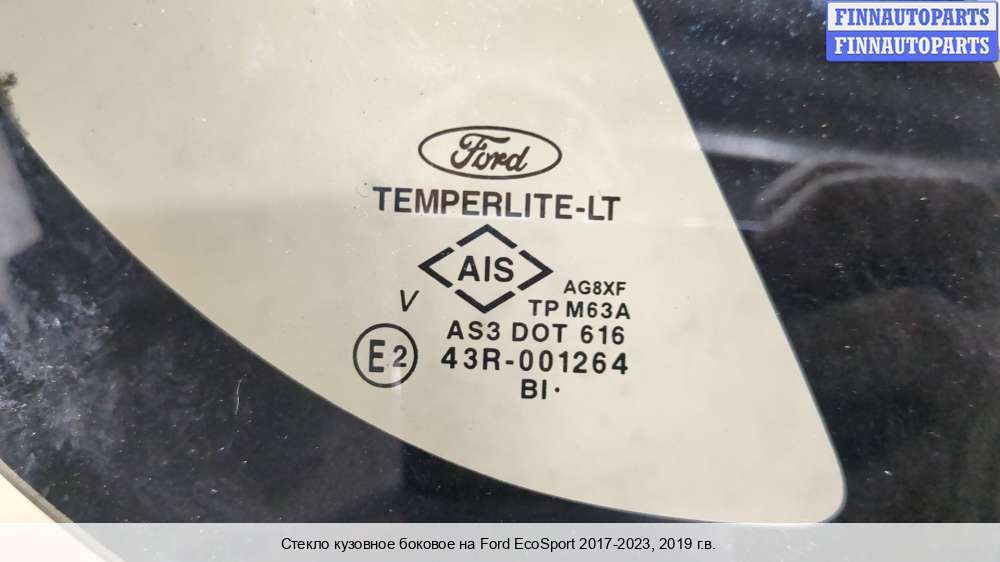 FINNAUTOPARTS
FINNAUTOPARTS
Ford
TEMPERLITE-LT
AIS
AG8XF
V
TP M63A
AS3 DOT 616
E2
43R-001264
BI·
Стекло кузовное боковое на Ford EcoSport 2017-2023, 2019 г.в.